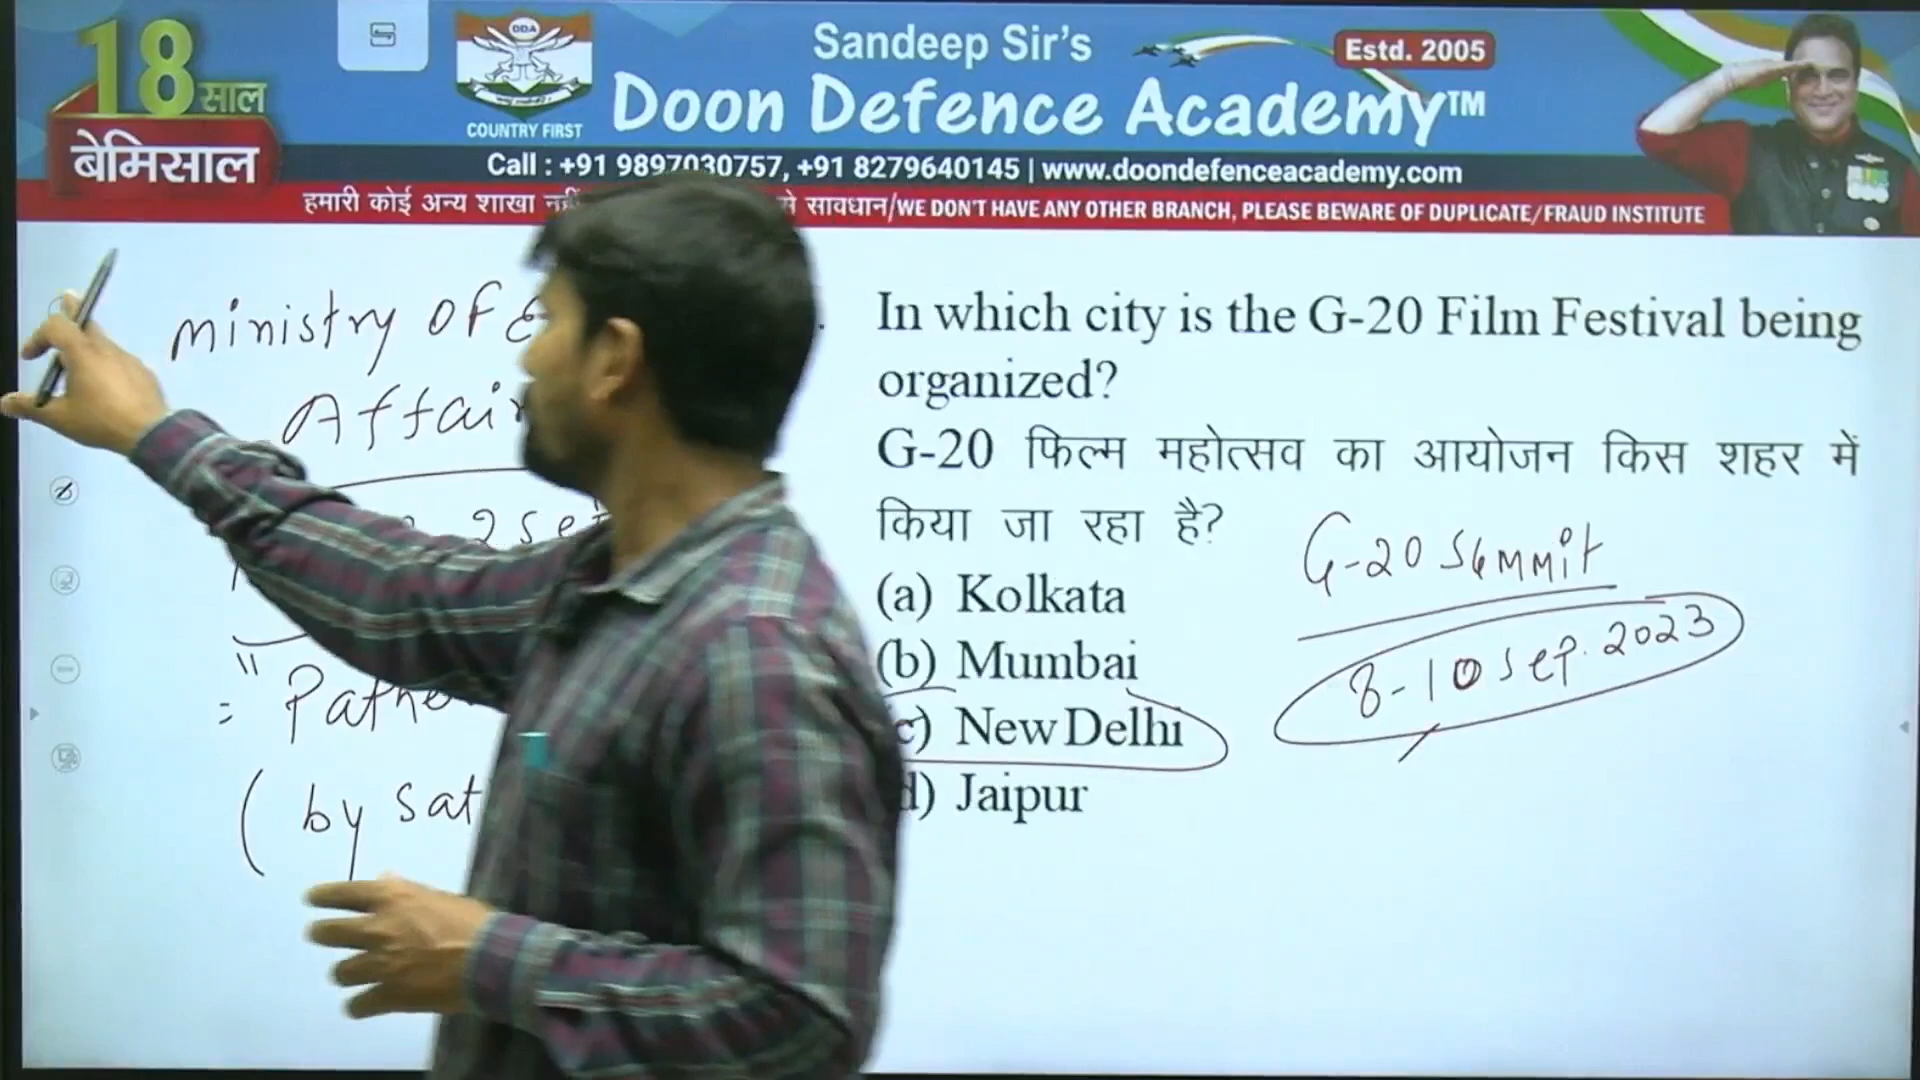 18 साल
बेमिसाल
DDA
COUNTRY FIRST
Sandeep Sir's
Estd. 2005
Doon Defence Academy™
Call : +91 9897030757, +91 8279640145 | www.doondefenceacademy.com
हमारी कोई अन्य शाखा से सावधान/WE DON'T HAVE ANY OTHER BRANCH, PLEASE BEWARE OF DUPLICATE/FRAUD INSTITUTE
ministry of
Affair
2 Se
(by Sat
In which city is the G-20 Film Festival being
organized?
G-20 फिल्म महोत्सव का आयोजन किस शहर में
किया जा रहा है?
(a) Kolkata
(b) Mumbai
(c) New Delhi
(d) Jaipur
G-20 Summit
8-10 Sep. 2023